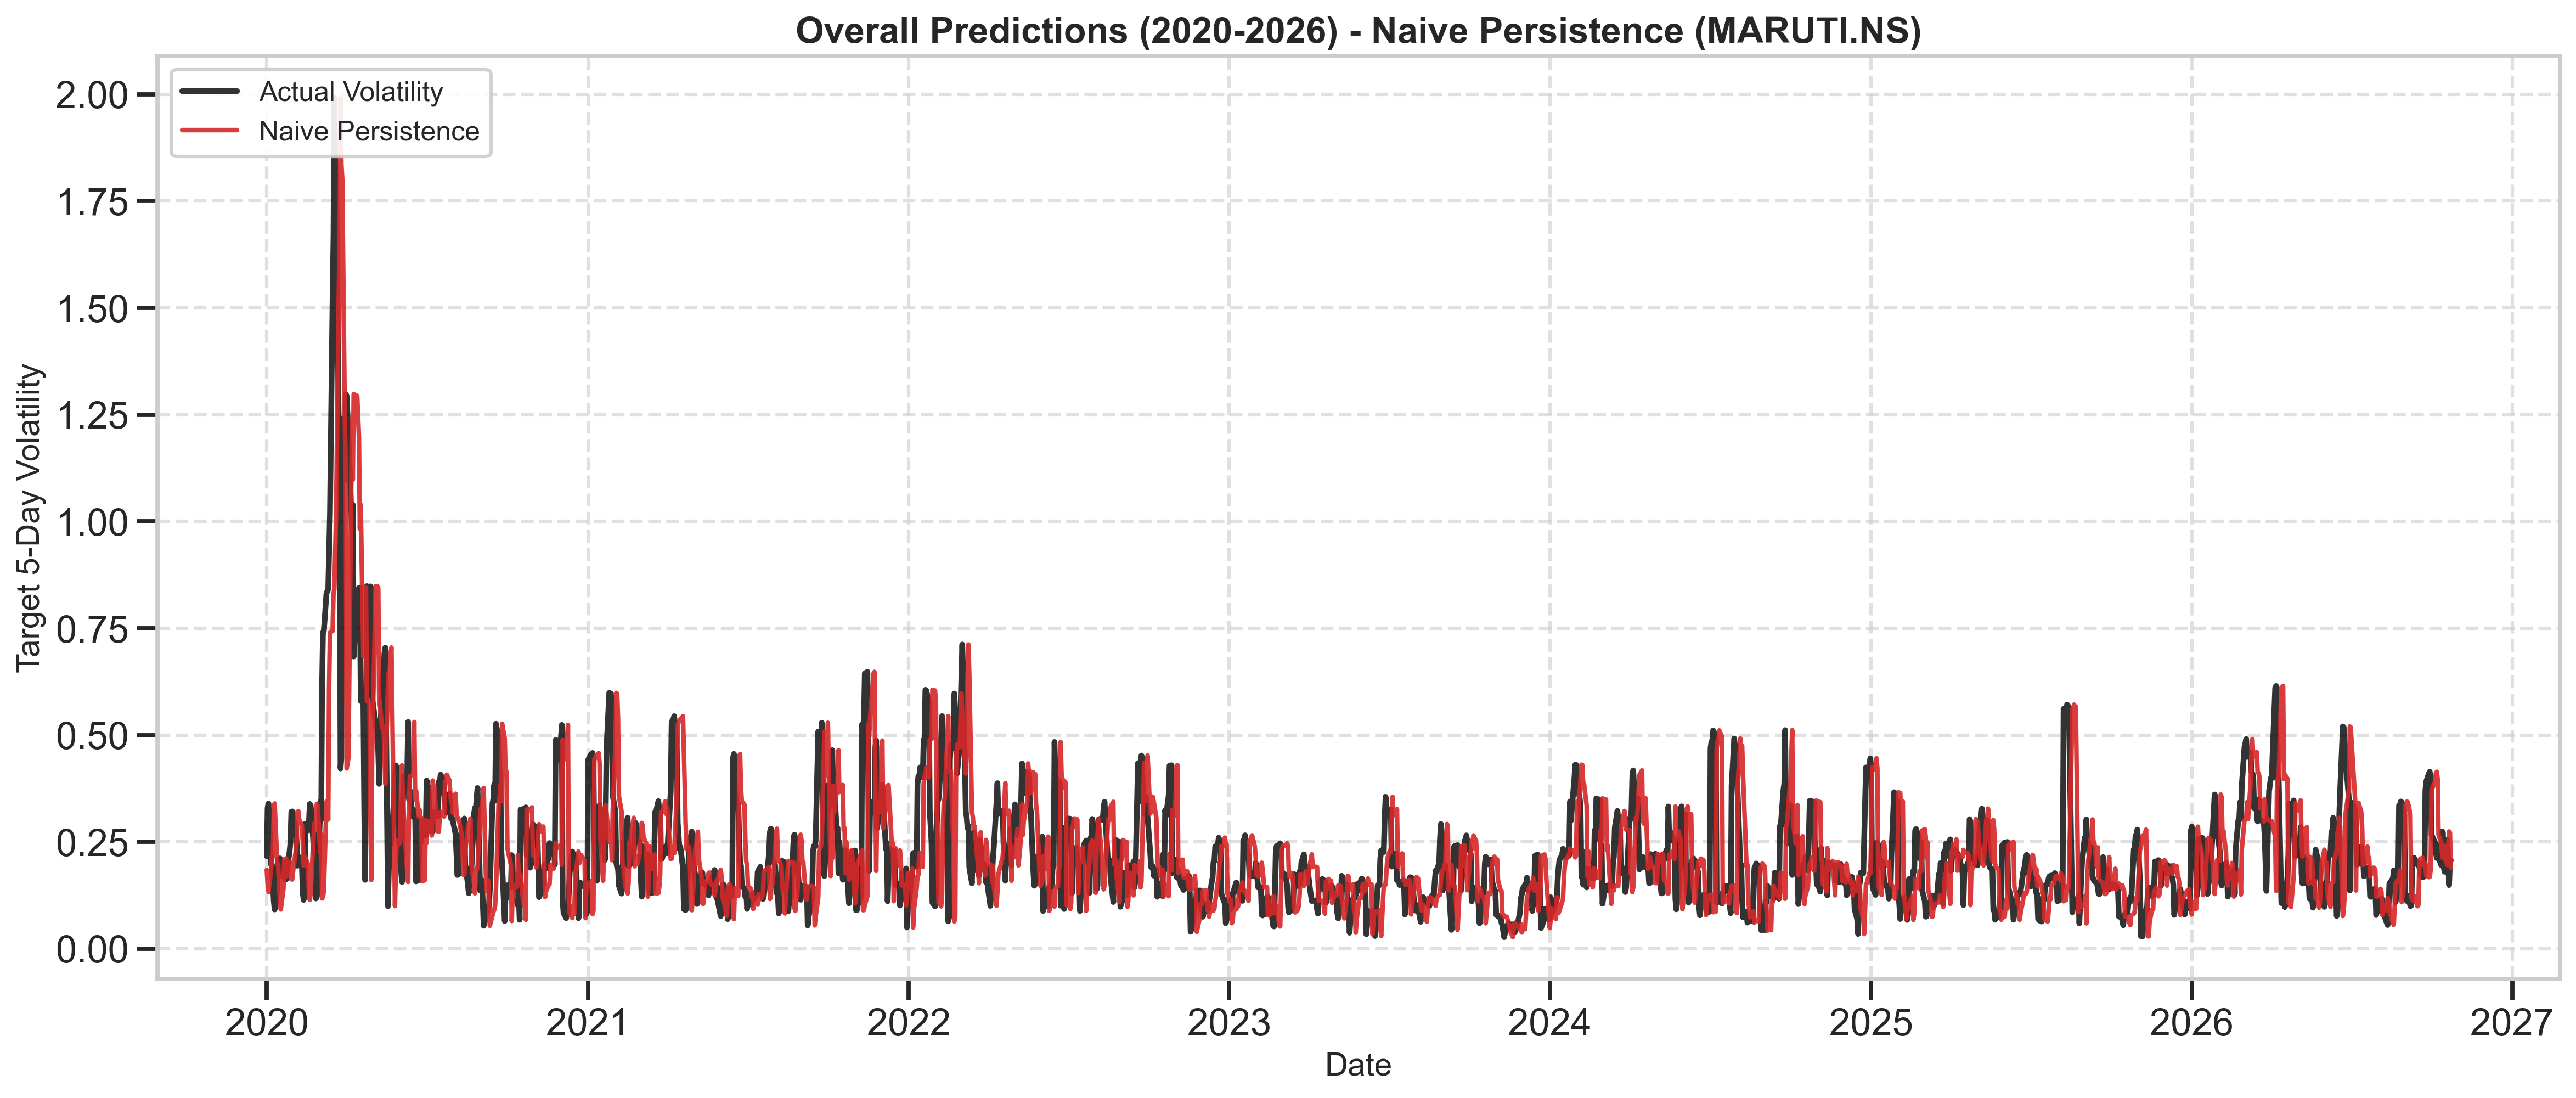 Overall Predictions (2020-2026) - Naive Persistence (MARUTI.NS)
Actual Volatility
Naive Persistence
Target 5-Day Volatility
2.00
1.75
1.50
1.25
1.00
0.75
0.50
0.25
0.00
2020 2021 2022 2023 2024 2025 2026 2027
Date